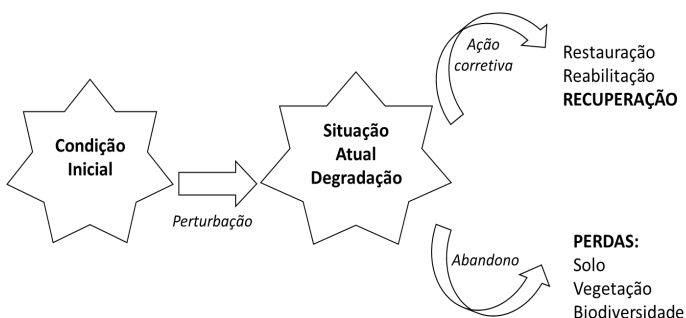 Condição
Inicial
Perturbação
Situação
Atual
Degradação
Ação
corretiva
Restauração
Reabilitação
RECUPERAÇÃO
Abandono
PERDAS:
Solo
Vegetação
Biodiversidade